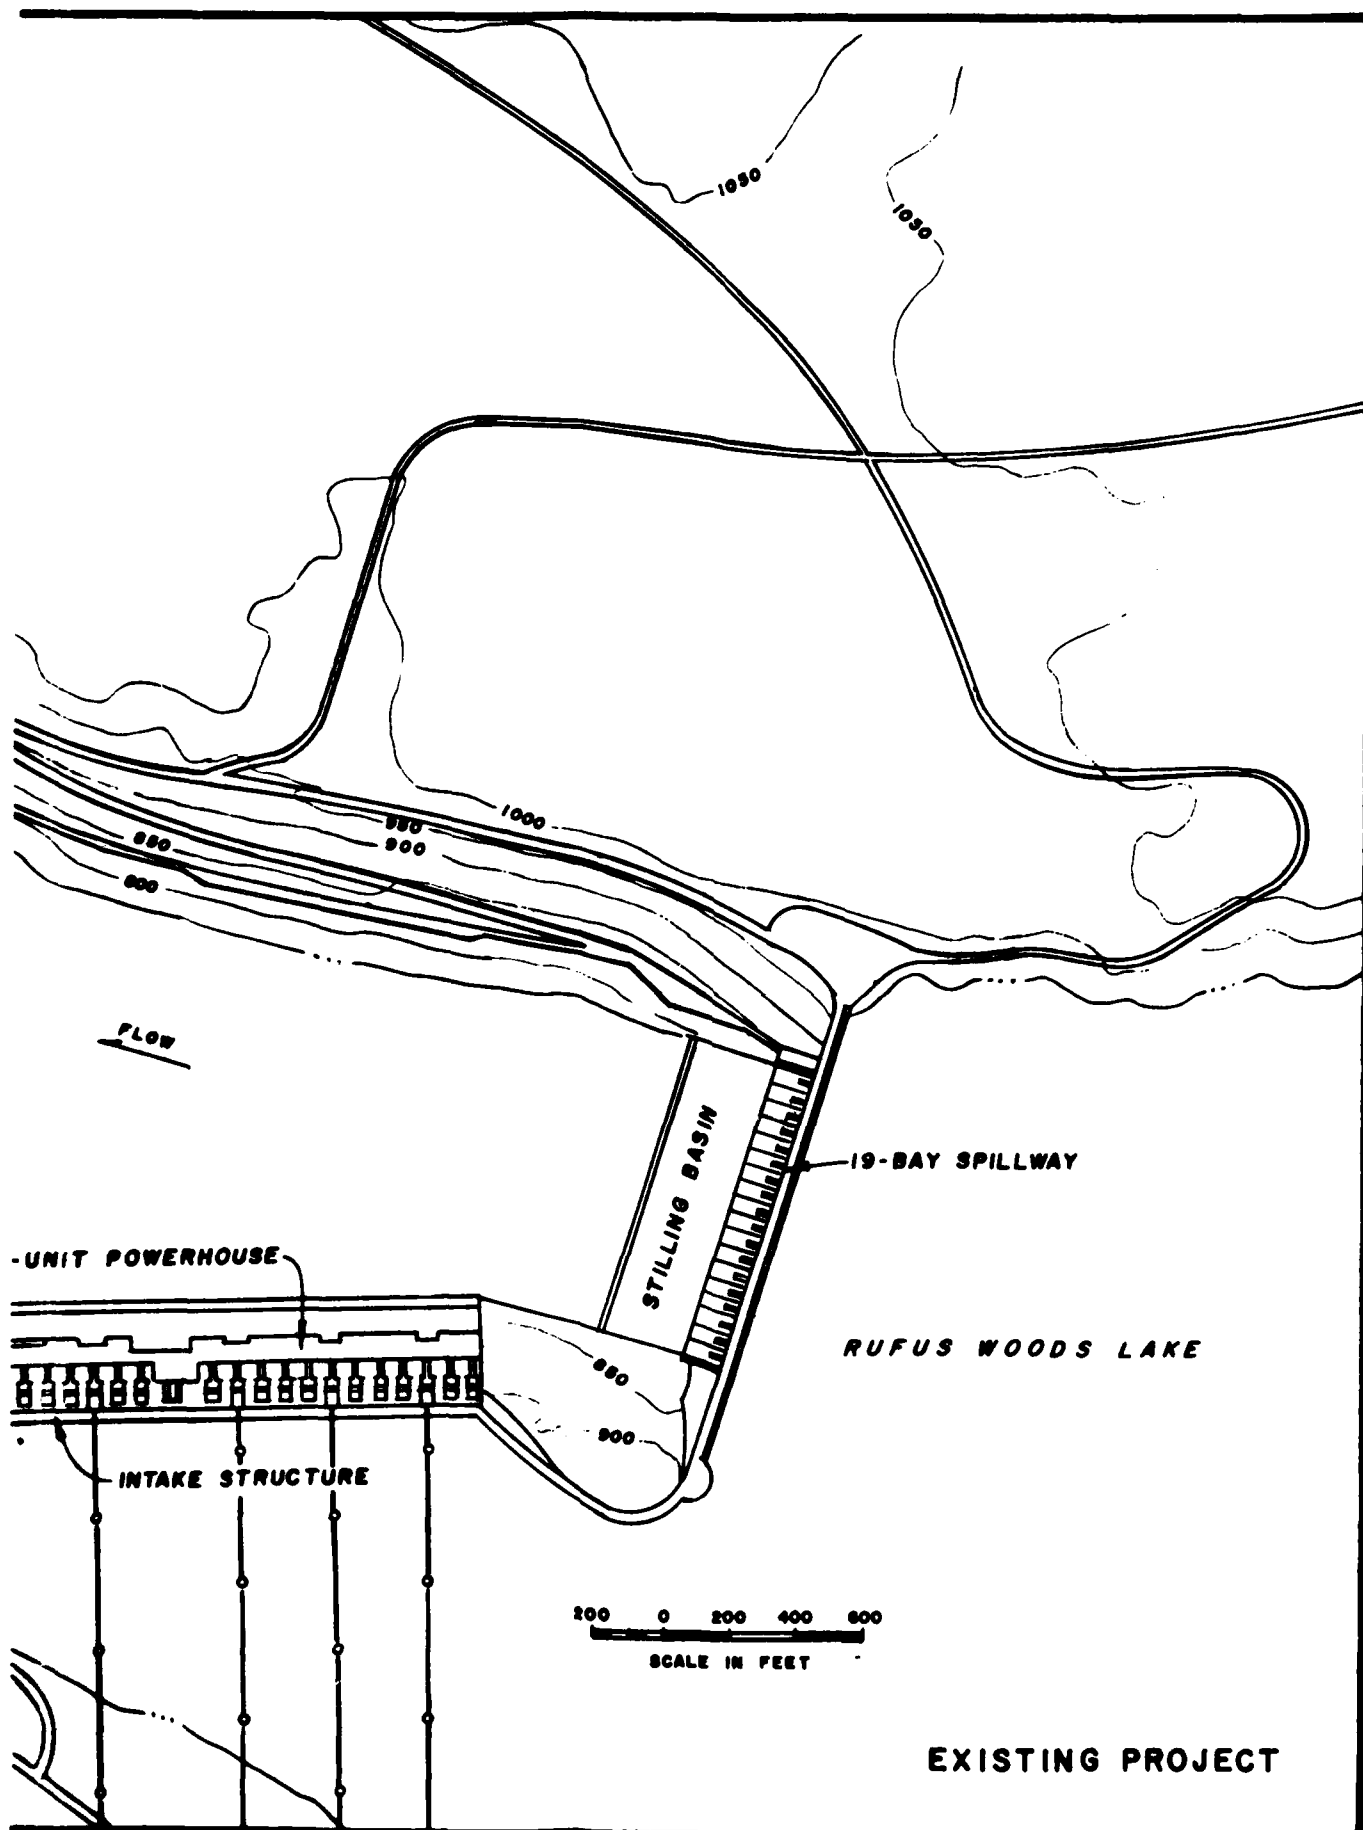 1050
1050
1000
950
900
850
800
FLOW
STILLING BASIN
19-BAY SPILLWAY
-UNIT POWERHOUSE
RUFUS WOODS LAKE
850
900
INTAKE STRUCTURE
200 0 200 400 600
SCALE IN FEET
EXISTING PROJECT